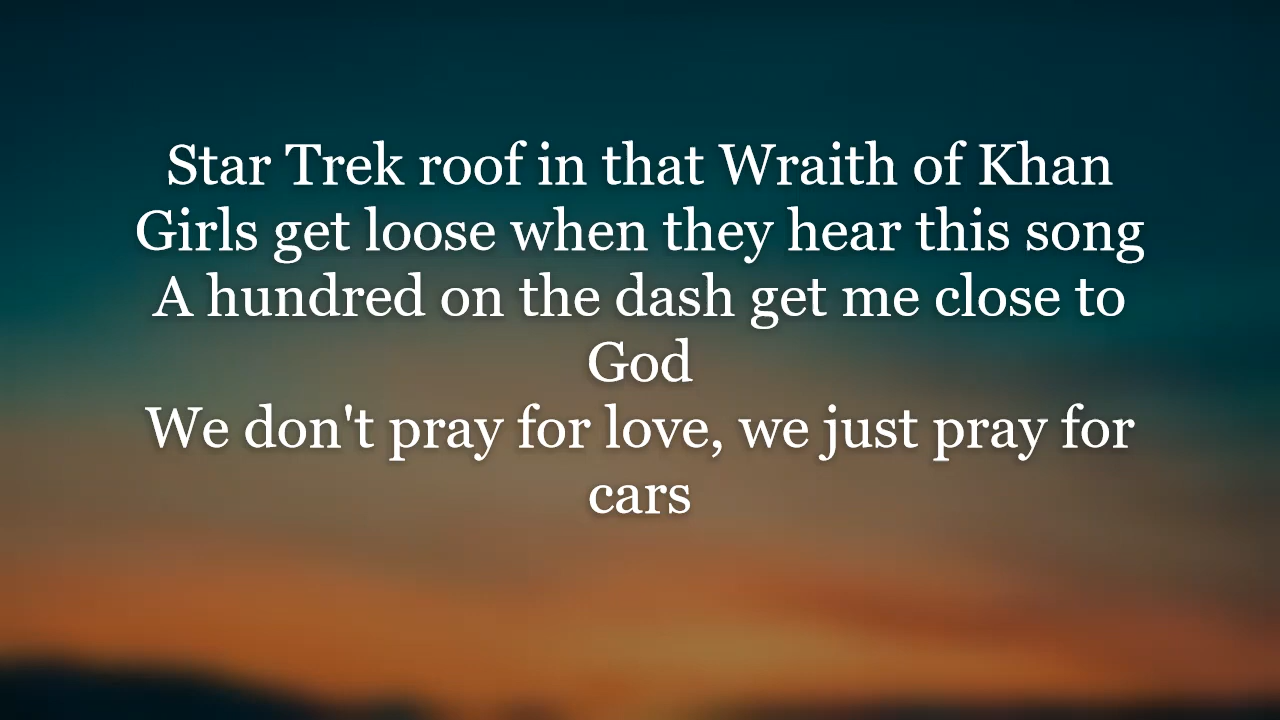 Star Trek roof in that Wraith of Khan
Girls get loose when they hear this song
A hundred on the dash get me close to
God
We don't pray for love, we just pray for
cars